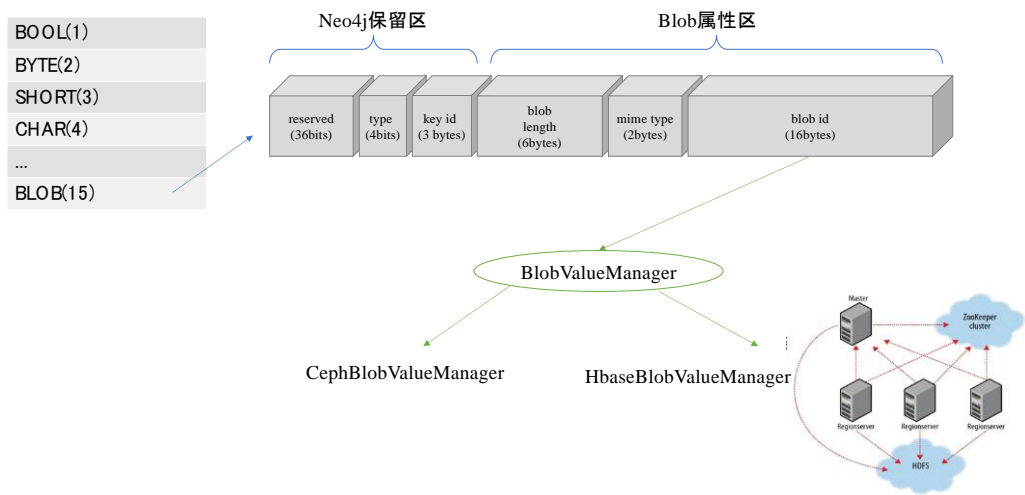 Neo4j保留区
Blob属性区
BOOL(1)
BYTE(2)
SHORT(3)
CHAR(4)
...
BLOB(15)
reserved
(36bits)
type
(4bits)
key id
(3 bytes)
blob
length
(6bytes)
mime type
(2bytes)
blob id
(16bytes)
BlobValueManager
CephBlobValueManager
HbaseBlobValueManager
Master
ZooKeeper
cluster
Regionserver
Regionserver
Regionserver
HDFS